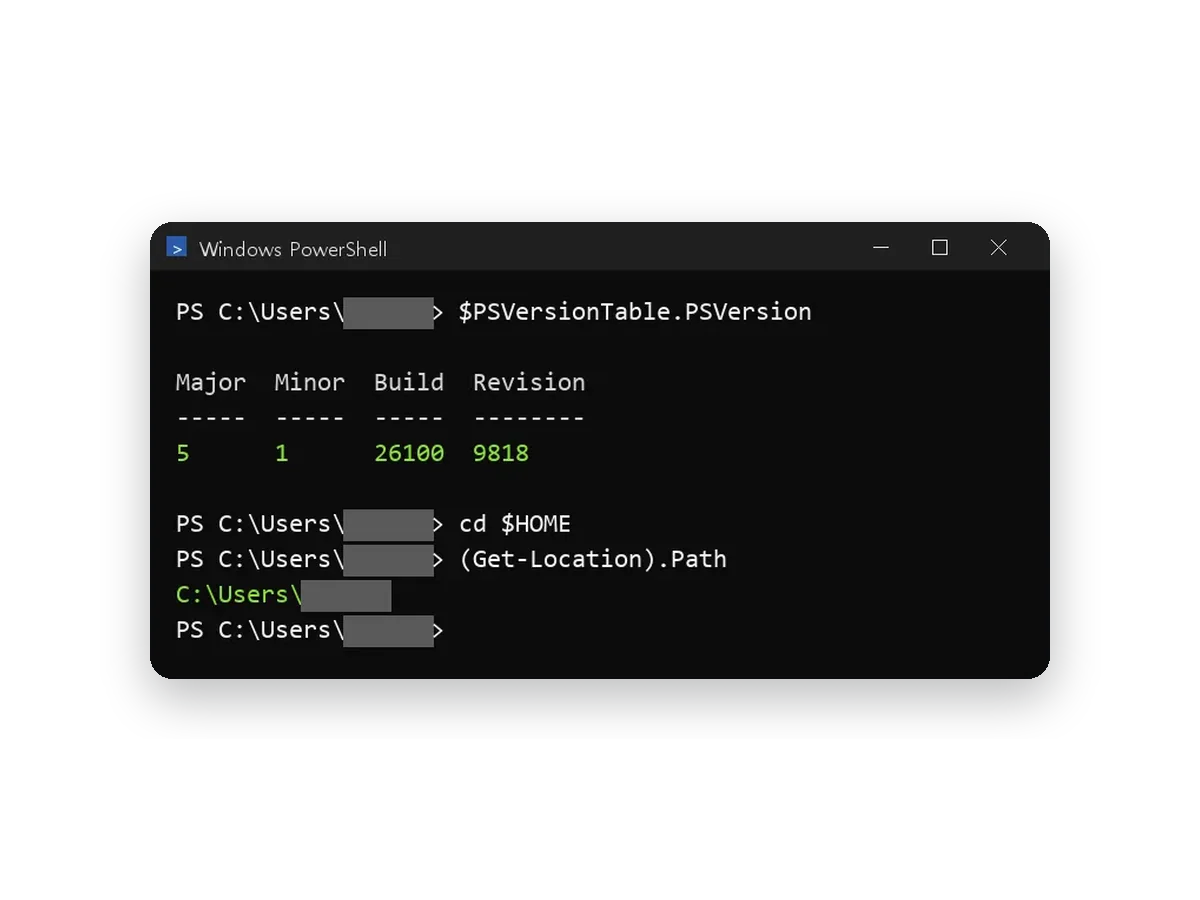 Windows PowerShell
PS C:\Users\> $PSVersionTable.PSVersion
Major Minor Build Revision
----- ----- ----- --------
5 1 26100 9818
PS C:\Users\> cd $HOME
PS C:\Users\> (Get-Location).Path
C:\Users\
PS C:\Users\>